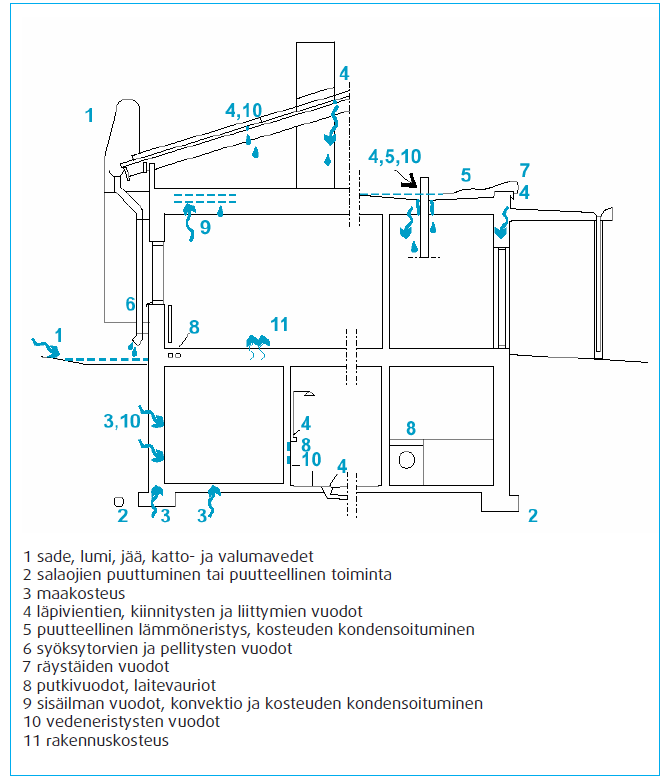 4
1
4,10
4,5,10
5
7
4
9
6
8
11
1
3,10
4
8
8
10
4
2
3
3
2
1 sade, lumi, jää, katto- ja valumavedet
2 salaojien puuttuminen tai puutteellinen toiminta
3 maakosteus
4 läpivientien, kiinnitysten ja liittymien vuodot
5 puutteellinen lämmöneristys, kosteuden kondensoituminen
6 syöksytorvien ja pellitysten vuodot
7 räystäiden vuodot
8 putkivuodot, laitevauriot
9 sisäilman vuodot, konvektio ja kosteuden kondensoituminen
10 vedeneristysten vuodot
11 rakennuskosteus